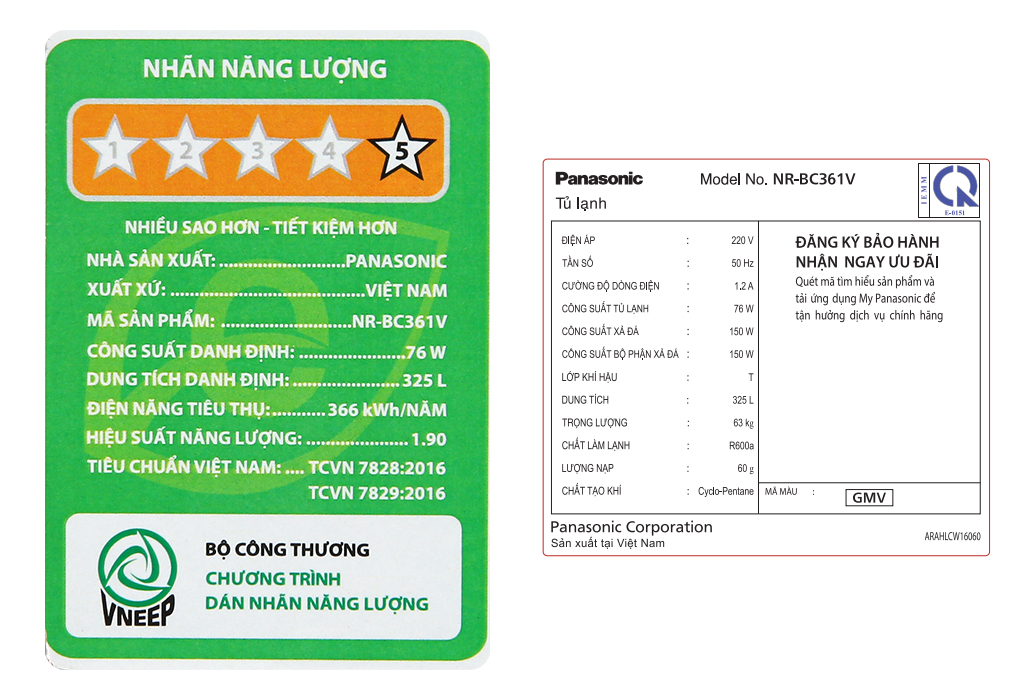 NHÃN NĂNG LƯỢNG
1 2 3 4 5
NHIỀU SAO HƠN - TIẾT KIỆM HƠN
NHÀ SẢN XUẤT: ..........................PANASONIC
XUẤT XỨ: ........................................VIỆT NAM
MÃ SẢN PHẨM: ...........................NR-BC361V
CÔNG SUẤT DANH ĐỊNH: ......................76 W
DUNG TÍCH DANH ĐỊNH: ......................325 L
ĐIỆN NĂNG TIÊU THỤ:...........366 kWh/NĂM
HIỆU SUẤT NĂNG LƯỢNG: .....................1.90
TIÊU CHUẨN VIỆT NAM: .... TCVN 7828:2016
TCVN 7829:2016
BỘ CÔNG THƯƠNG
CHƯƠNG TRÌNH
DÁN NHÃN NĂNG LƯỢNG
VNEEP
Panasonic Model No. NR-BC361V
Tủ lạnh
IEMM
E-0151
ĐIỆN ÁP : 220 V
TẦN SỐ : 50 Hz
CƯỜNG ĐỘ DÒNG ĐIỆN : 1.2 A
CÔNG SUẤT TỦ LẠNH : 76 W
CÔNG SUẤT XẢ ĐÁ : 150 W
CÔNG SUẤT BỘ PHẬN XẢ ĐÁ : 150 W
LỚP KHÍ HẬU : T
DUNG TÍCH : 325 L
TRỌNG LƯỢNG : 63 kg
CHẤT LÀM LẠNH : R600a
LƯỢNG NẠP : 60 g
CHẤT TẠO KHÍ : Cyclo-Pentane
ĐĂNG KÝ BẢO HÀNH
NHẬN NGAY ƯU ĐÃI
Quét mã tìm hiểu sản phẩm và
tải ứng dụng My Panasonic để
tận hưởng dịch vụ chính hãng
MÃ MÀU : GMV
Panasonic Corporation
Sản xuất tại Việt Nam
ARAHLCW16060